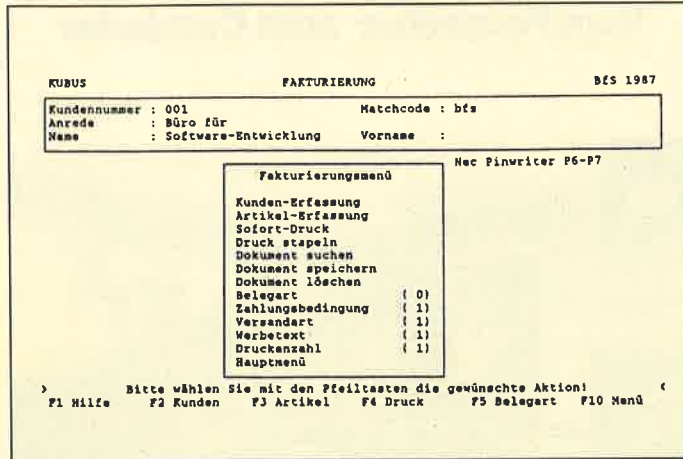 KUBUS FAKTURIERUNG BfS 1987
Kundennummer : 001 Matchcode : bfs
Anrede : Büro für
Name : Software-Entwicklung Vorname :
Nec Pinwriter P6-P7
Fakturierungsmenü
Kunden-Erfassung
Artikel-Erfassung
Sofort-Druck
Druck stapeln
Dokument suchen
Dokument speichern
Dokument löschen
Belegart ( 0)
Zahlungsbedingung ( 1)
Versandart ( 1)
Werbetext ( 1)
Druckanzahl ( 1)
Hauptmenü
> Bitte wählen Sie mit den Pfeiltasten die gewünschte Aktion! <
F1 Hilfe F2 Kunden F3 Artikel F4 Druck F5 Belegart F10 Menü